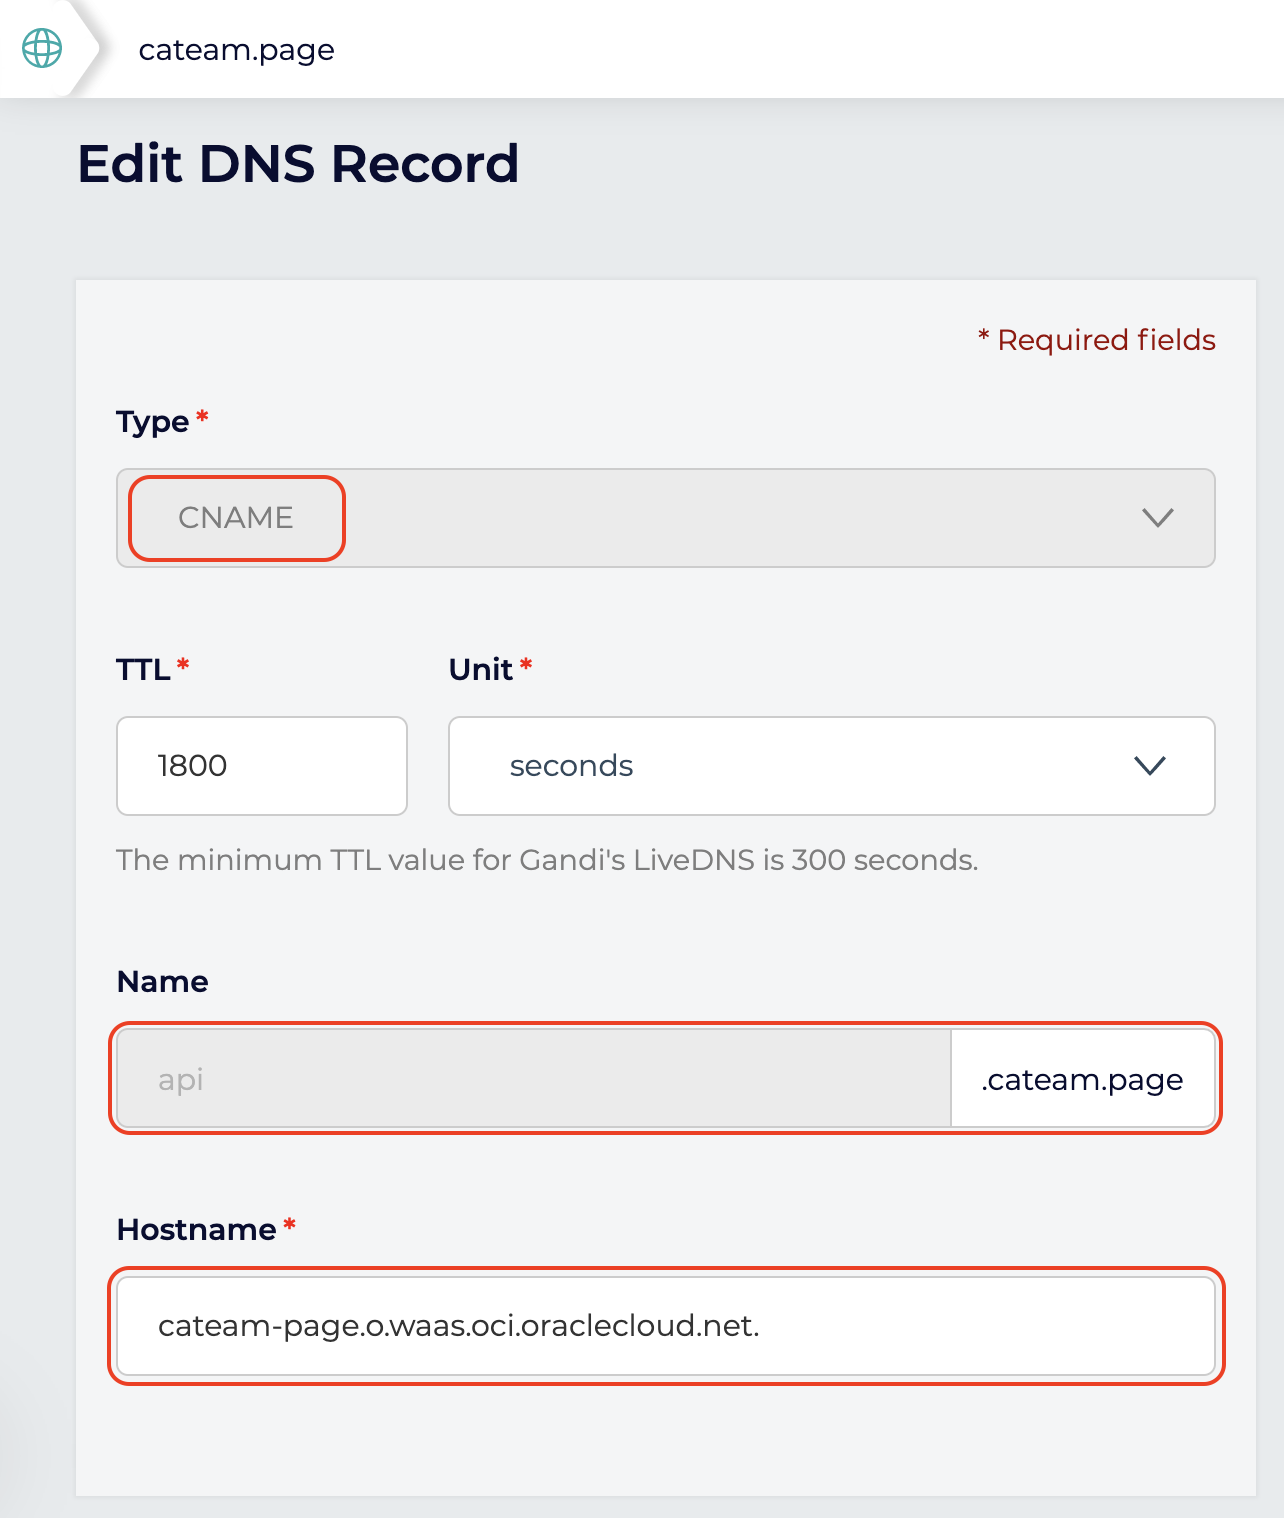 cateam.page
Edit DNS Record
* Required fields
Type *
CNAME
TTL * Unit *
1800 seconds
The minimum TTL value for Gandi's LiveDNS is 300 seconds.
Name
api .cateam.page
Hostname *
cateam-page.o.waas.oci.oraclecloud.net.